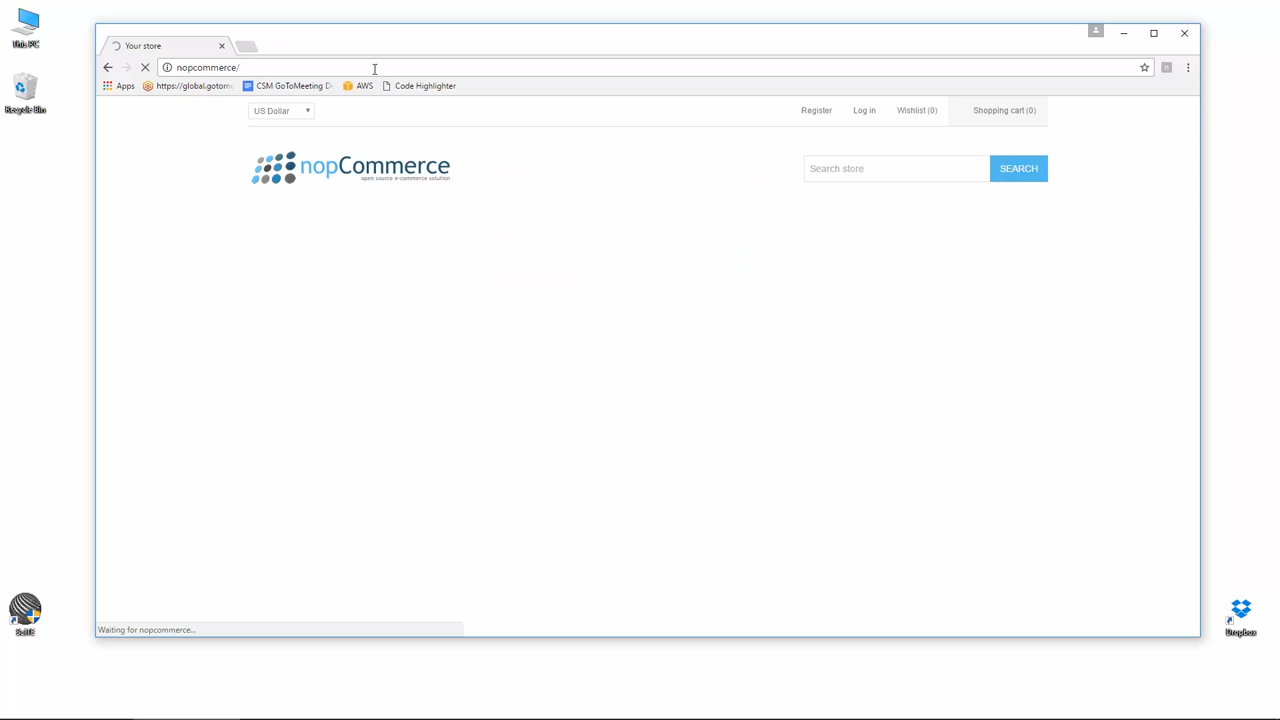 This PC
Recycle Bin
Your store
nopcommerce/
Apps
https://global.gotome
CSM GoToMeeting D
AWS
Code Highlighter
US Dollar
Register
Log in
Wishlist (0)
Shopping cart (0)
nopCommerce
open source e-commerce solution
Search store
SEARCH
Waiting for nopcommerce...
Dropbox